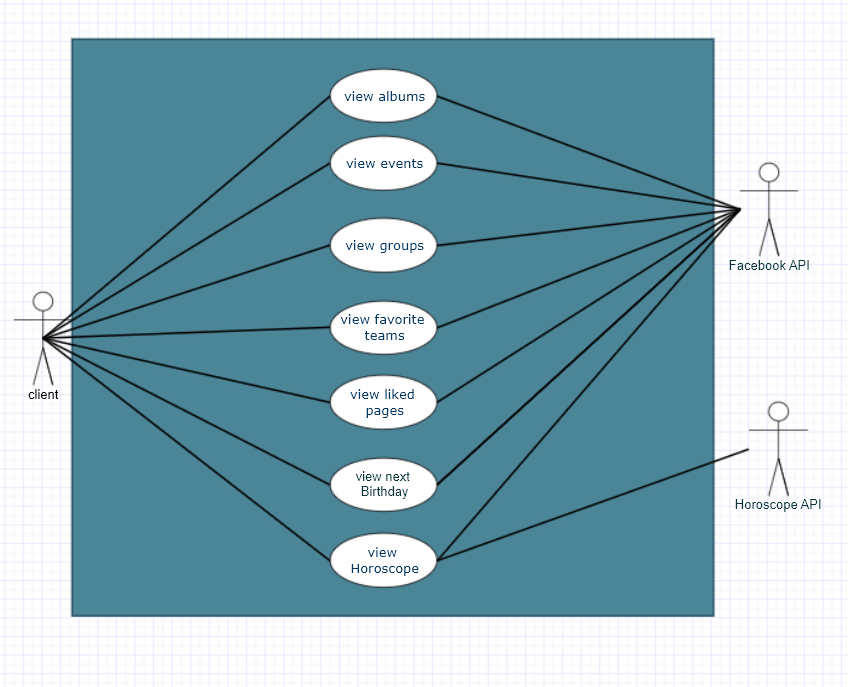 view albums
view events
view groups
view favorite
teams
view liked
pages
view next
Birthday
view
Horoscope
client
Facebook API
Horoscope API